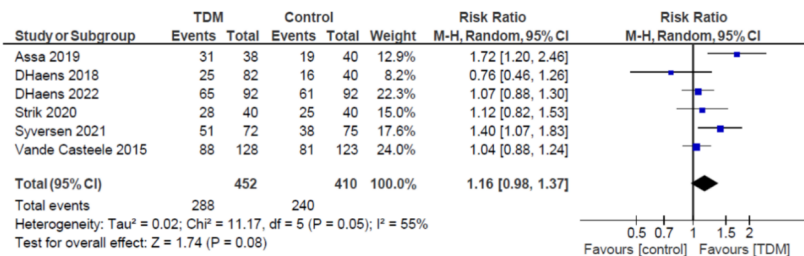 TDM Control Risk Ratio Risk Ratio
Study or Subgroup Events Total Events Total Weight M-H, Random, 95% CI M-H, Random, 95% CI
Assa 2019 31 38 19 40 12.9% 1.72 [1.20, 2.46]
DHaens 2018 25 82 16 40 8.2% 0.76 [0.46, 1.26]
DHaens 2022 65 92 61 92 22.3% 1.07 [0.88, 1.30]
Strik 2020 28 40 25 40 15.0% 1.12 [0.82, 1.53]
Syversen 2021 51 72 38 75 17.6% 1.40 [1.07, 1.83]
Vande Casteele 2015 88 128 81 123 24.0% 1.04 [0.88, 1.24]
Total (95% CI) 452 410 100.0% 1.16 [0.98, 1.37]
Total events 288 240
Heterogeneity: Tau² = 0.02; Chi² = 11.17, df = 5 (P = 0.05); I² = 55%
Test for overall effect: Z = 1.74 (P = 0.08)
0.5 0.7 1 1.5 2
Favours [control] Favours [TDM]